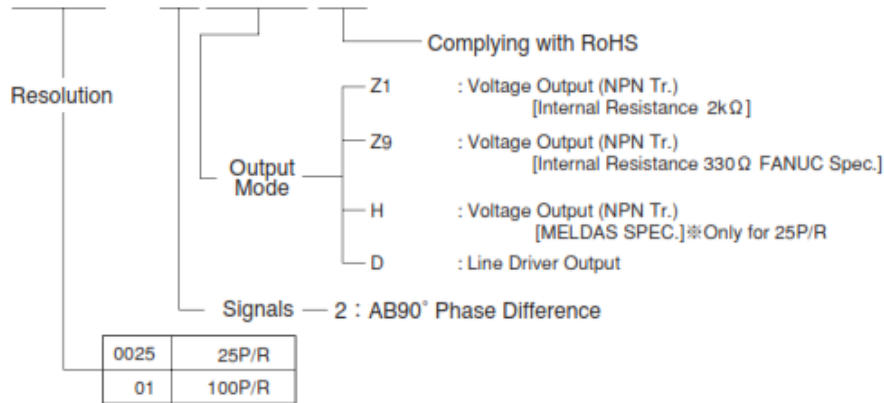 Complying with RoHS
Resolution
Z1 : Voltage Output (NPN Tr.)
[Internal Resistance 2kΩ]
Z9 : Voltage Output (NPN Tr.)
[Internal Resistance 330Ω FANUC Spec.]
Output
Mode
H : Voltage Output (NPN Tr.)
[MELDAS SPEC.]※Only for 25P/R
D : Line Driver Output
Signals 2 : AB90° Phase Difference
0025 25P/R
01 100P/R